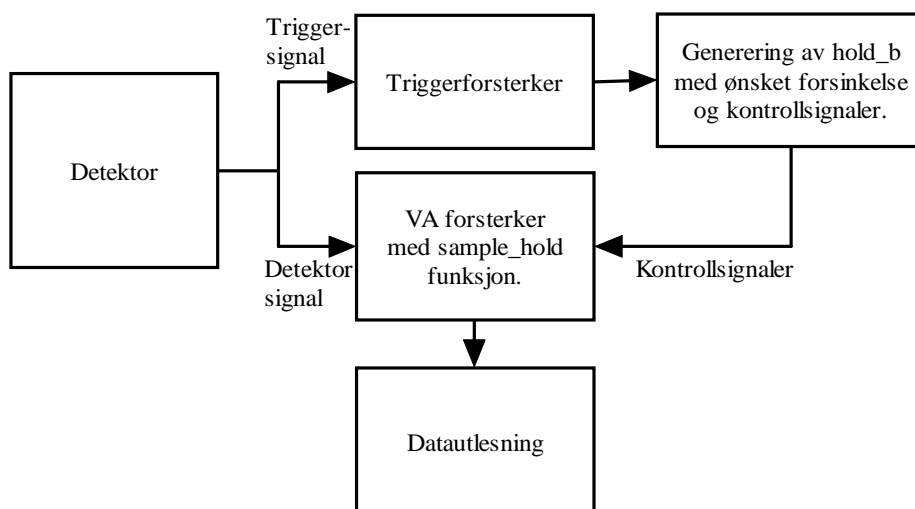 Trigger-
signal
Triggerforsterker
Generering av hold_b
med ønsket forsinkelse
og kontrollsignaler.
Detektor
VA forsterker
med sample_hold
funksjon.
Detektor
signal
Kontrollsignaler
Datautlesning